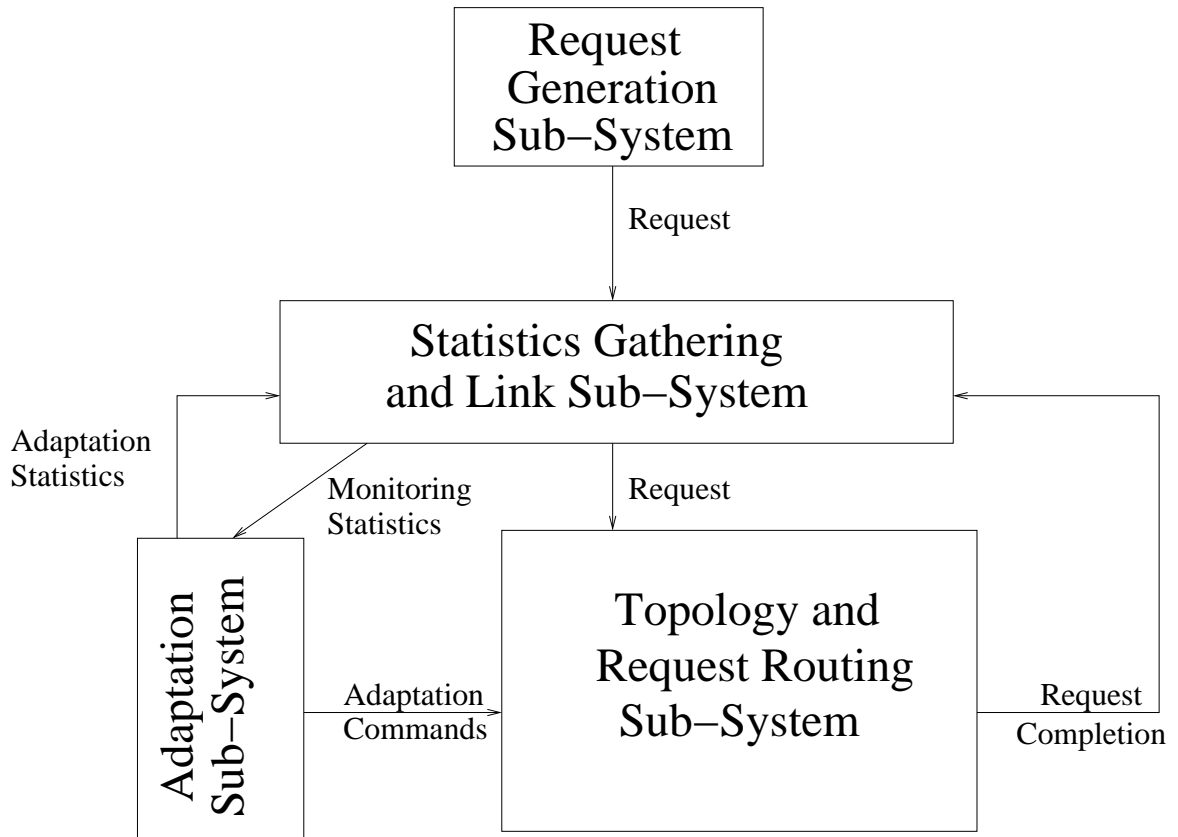 Request
Generation
Sub−System
Request
Statistics Gathering
and Link Sub−System
Adaptation
Statistics
Monitoring
Statistics
Request
Adaptation
Sub−System
Adaptation
Commands
Topology and
Request Routing
Sub−System
Request
Completion